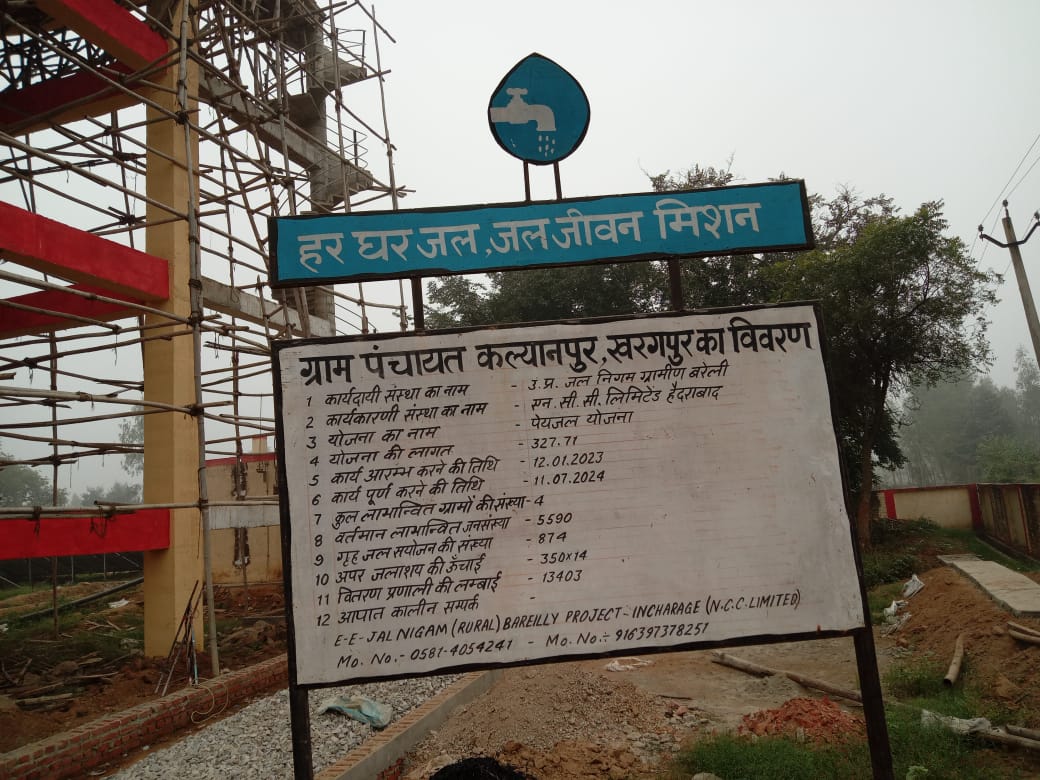 हर घर जल, जल जीवन मिशन
ग्राम पंचायत कल्यानपुर, खरगपुर का विवरण
1 कार्यदायी संस्था का नाम - उ.प्र. जल निगम ग्रामीण बरेली
2 कार्यकारणी संस्था का नाम - एन. सी. सी. लिमिटेड हैदराबाद
3 योजना का नाम - पेयजल योजना
4 योजना की लागत - 327.71
5 कार्य आरम्भ करने की तिथि - 12.01.2023
6 कार्य पूर्ण करने की तिथि - 11.07.2024
7 कुल लाभान्वित ग्रामों की संख्या - 4
8 वर्तमान लाभान्वित जनसंख्या - 5590
9 गृह जल सयोजन की संख्या - 874
10 अपर जलाशप की ऊँचाई - 350x14
11 वितरण प्रणाली की लम्बाई - 13403
12 आपात कालीन सम्पर्क -
E-E-JAL NIGAM (RURAL) BAREILLY PROJECT-INCHARAGE (N.C.C. LIMITED)
Mo. No.- 0581-4054241 - Mo. No.:- 916397378251